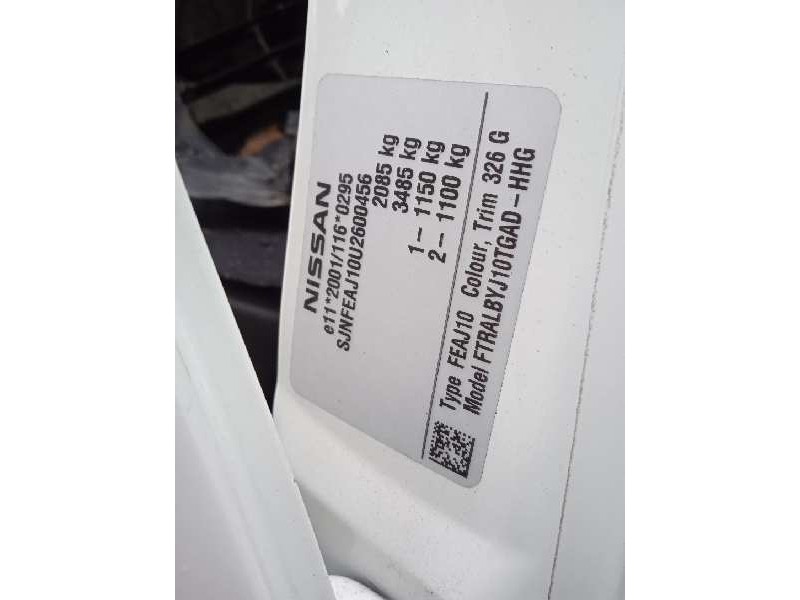 NISSAN
e11*2001/116*0295
SJNFEAJ10U2600456
2085 kg
3485 kg
1- 1150 kg
2- 1100 kg
Type FEAJ10 Colour, Trim 326 G
Model FTRALBYJ10TGAD-HHG